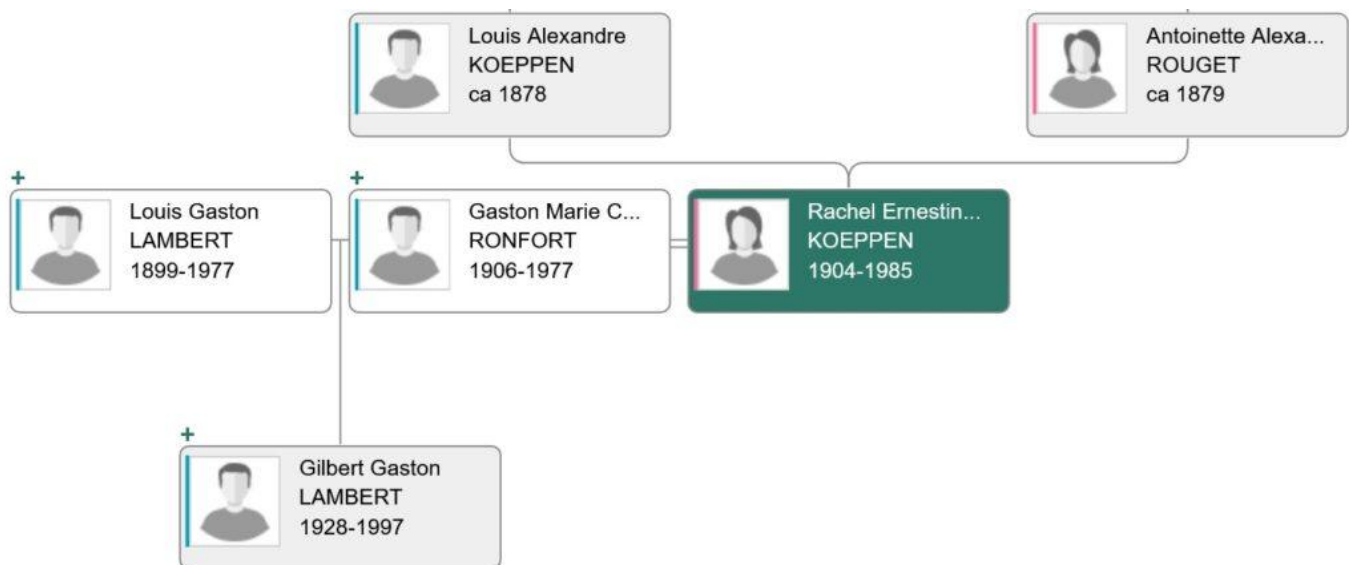 Louis Alexandre
KOEPPEN
ca 1878
Antoinette Alexa...
ROUGET
ca 1879
+
Louis Gaston
LAMBERT
1899-1977
+
Gaston Marie C...
RONFORT
1906-1977
Rachel Ernestin...
KOEPPEN
1904-1985
+
Gilbert Gaston
LAMBERT
1928-1997